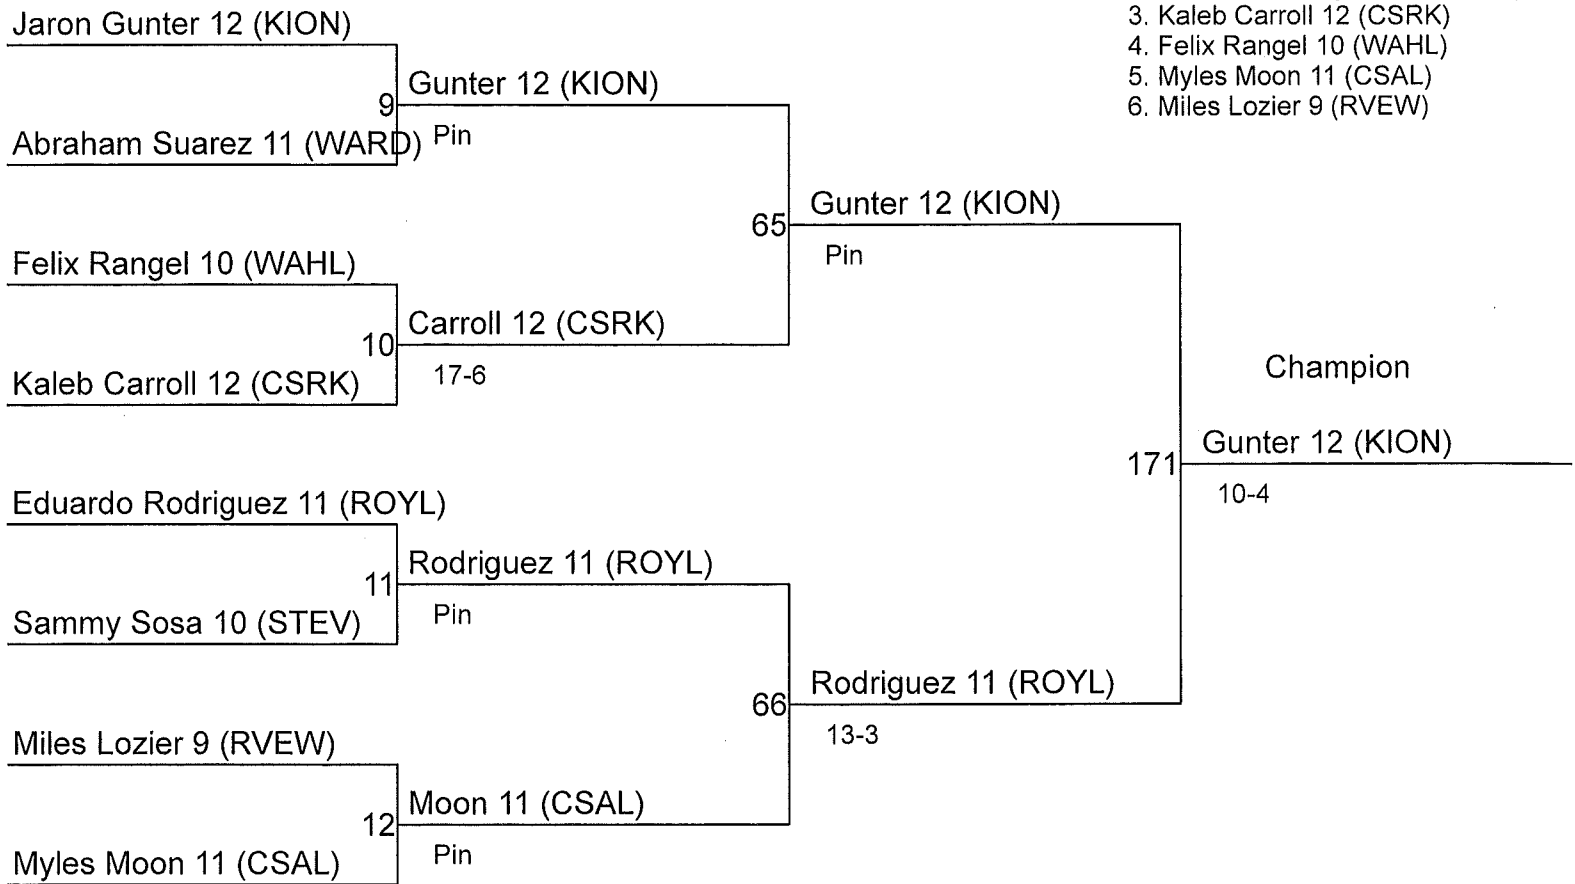 Jaron Gunter 12 (KION)
9
Gunter 12 (KION)
Pin
Abraham Suarez 11 (WARD)
Felix Rangel 10 (WAHL)
10
Carroll 12 (CSRK)
17-6
Kaleb Carroll 12 (CSRK)
65
Gunter 12 (KION)
Pin
Eduardo Rodriguez 11 (ROYL)
11
Rodriguez 11 (ROYL)
Pin
Sammy Sosa 10 (STEV)
Miles Lozier 9 (RVEW)
12
Moon 11 (CSAL)
Pin
Myles Moon 11 (CSAL)
66
Rodriguez 11 (ROYL)
13-3
Champion
171
Gunter 12 (KION)
10-4
3. Kaleb Carroll 12 (CSRK)
4. Felix Rangel 10 (WAHL)
5. Myles Moon 11 (CSAL)
6. Miles Lozier 9 (RVEW)